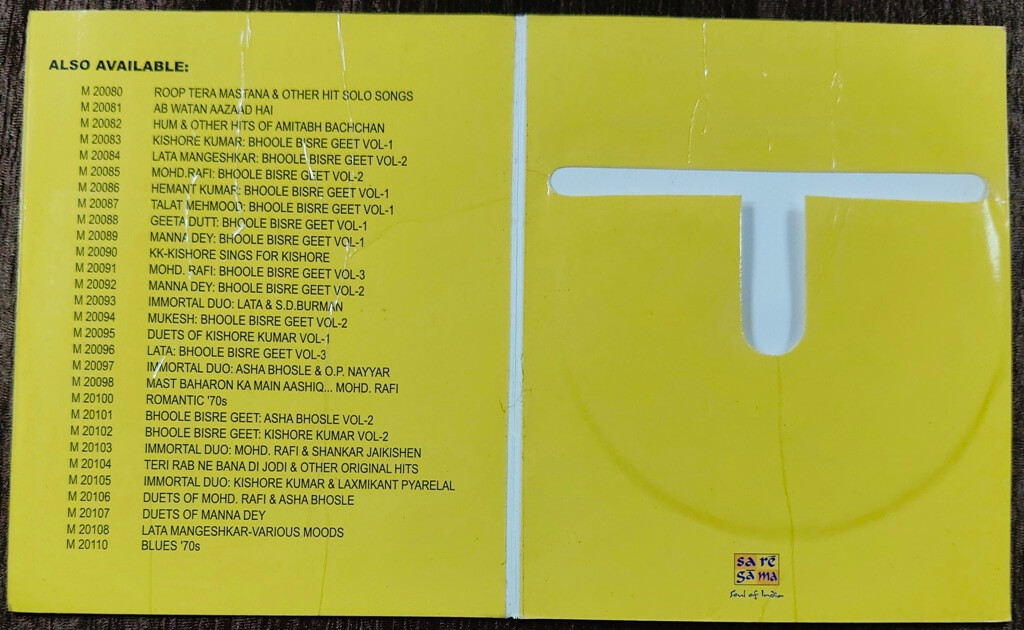 ALSO AVAILABLE:
M 20080 ROOP TERA MASTANA & OTHER HIT SOLO SONGS
M 20081 AB WATAN AAZAAD HAI
M 20082 HUM & OTHER HITS OF AMITABH BACHCHAN
M 20083 KISHORE KUMAR: BHOOLE BISRE GEET VOL-1
M 20084 LATA MANGESHKAR: BHOOLE BISRE GEET VOL-2
M 20085 MOHD.RAFI: BHOOLE BISRE GEET VOL-2
M 20086 HEMANT KUMAR: BHOOLE BISRE GEET VOL-1
M 20087 TALAT MEHMOOD: BHOOLE BISRE GEET VOL-1
M 20088 GEETA DUTT: BHOOLE BISRE GEET VOL-1
M 20089 MANNA DEY: BHOOLE BISRE GEET VOL-1
M 20090 KK-KISHORE SINGS FOR KISHORE
M 20091 MOHD. RAFI: BHOOLE BISRE GEET VOL-3
M 20092 MANNA DEY: BHOOLE BISRE GEET VOL-2
M 20093 IMMORTAL DUO: LATA & S.D.BURMAN
M 20094 MUKESH: BHOOLE BISRE GEET VOL-2
M 20095 DUETS OF KISHORE KUMAR VOL-1
M 20096 LATA: BHOOLE BISRE GEET VOL-3
M 20097 IMMORTAL DUO: ASHA BHOSLE & O.P. NAYYAR
M 20098 MAST BAHARON KA MAIN AASHIQ... MOHD. RAFI
M 20100 ROMANTIC '70s
M 20101 BHOOLE BISRE GEET: ASHA BHOSLE VOL-2
M 20102 BHOOLE BISRE GEET: KISHORE KUMAR VOL-2
M 20103 IMMORTAL DUO: MOHD. RAFI & SHANKAR JAIKISHEN
M 20104 TERI RAB NE BANA DI JODI & OTHER ORIGINAL HITS
M 20105 IMMORTAL DUO: KISHORE KUMAR & LAXMIKANT PYARELAL
M 20106 DUETS OF MOHD. RAFI & ASHA BHOSLE
M 20107 DUETS OF MANNA DEY
M 20108 LATA MANGESHKAR-VARIOUS MOODS
M 20110 BLUES '70s
sa rē
gā ma
Soul of India